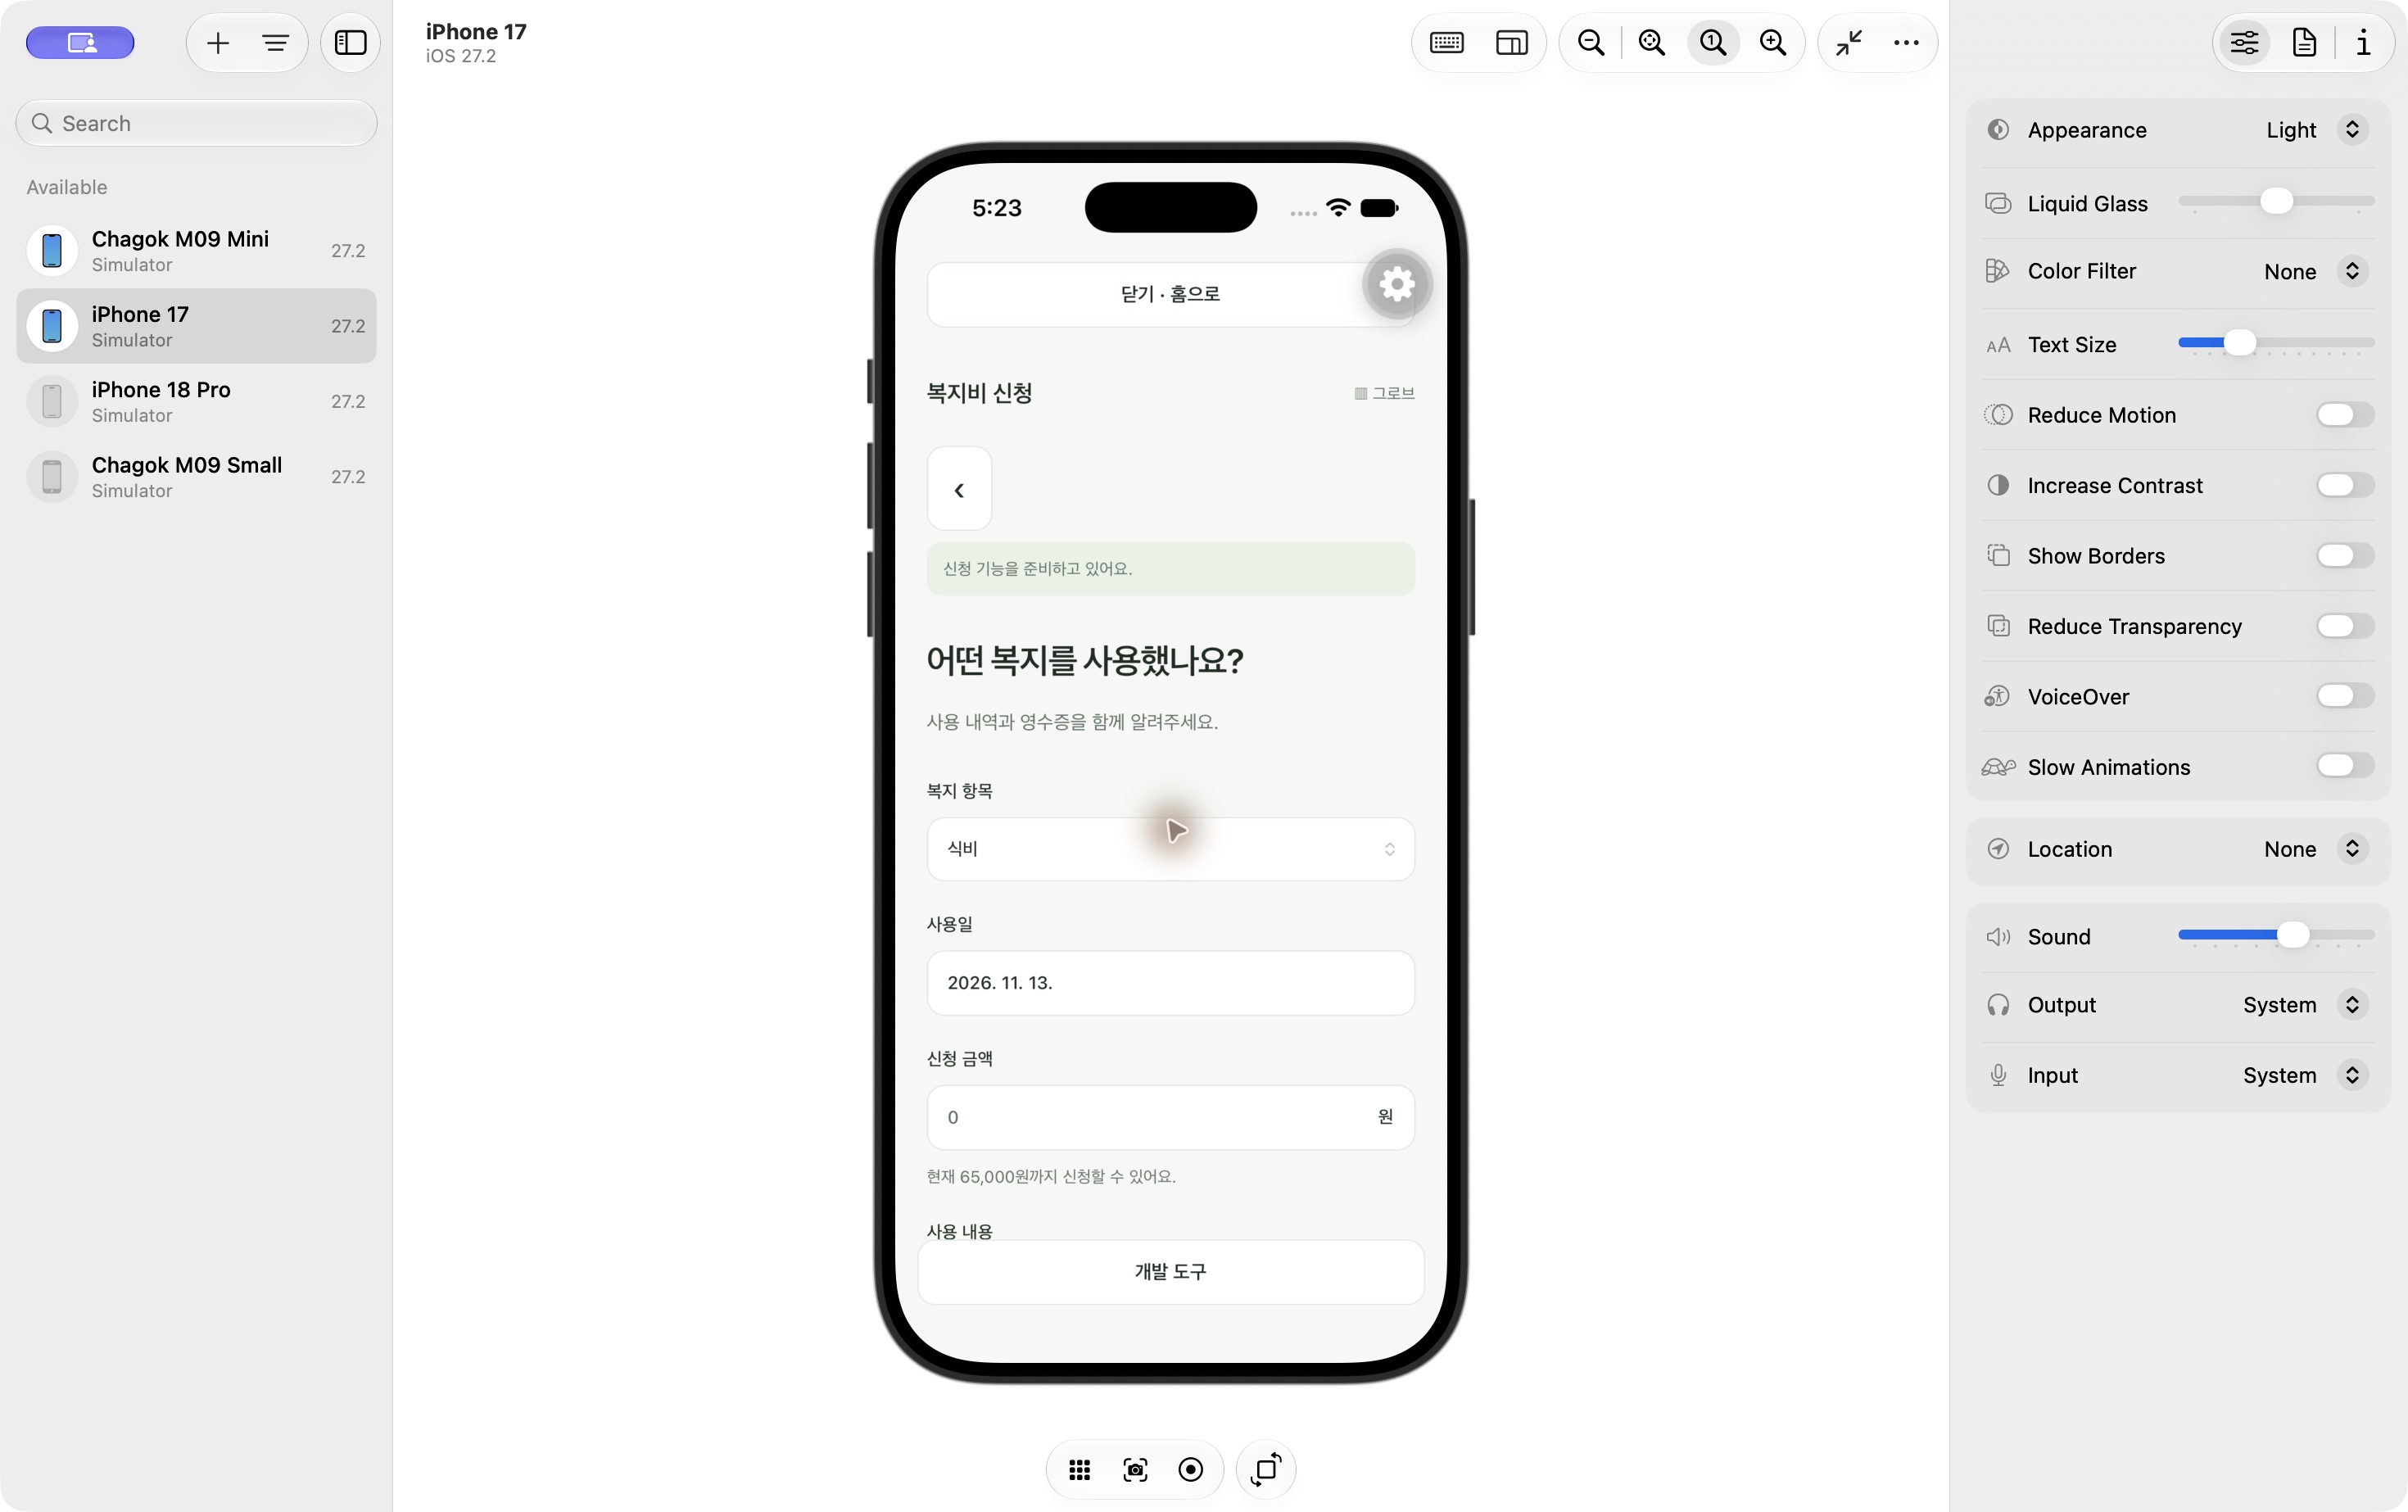 iPhone 17
iOS 27.2
Search
Available
Chagok M09 Mini
Simulator
27.2
iPhone 17
Simulator
27.2
iPhone 18 Pro
Simulator
27.2
Chagok M09 Small
Simulator
27.2
5:23
닫기 · 홈으로
복지비 신청
그로브
‹
신청 기능을 준비하고 있어요.
어떤 복지를 사용했나요?
사용 내역과 영수증을 함께 알려주세요.
복지 항목
식비
사용일
2026. 11. 13.
신청 금액
0 원
현재 65,000원까지 신청할 수 있어요.
사용 내용
개발 도구
Appearance Light
Liquid Glass
Color Filter None
Text Size
Reduce Motion
Increase Contrast
Show Borders
Reduce Transparency
VoiceOver
Slow Animations
Location None
Sound
Output System
Input System